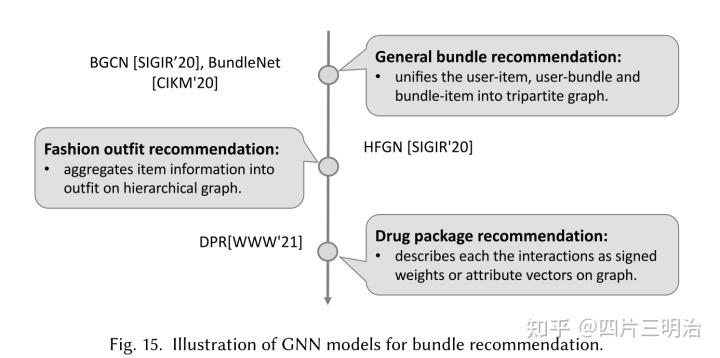 BGCN [SIGIR’20], BundleNet
[CIKM'20]
General bundle recommendation:
• unifies the user-item, user-bundle and
bundle-item into tripartite graph.
Fashion outfit recommendation:
• aggregates item information into
outfit on hierarchical graph.
HFGN [SIGIR'20]
DPR[WWW'21]
Drug package recommendation:
• describes each the interactions as signed
weights or attribute vectors on graph.
知乎 @四片三明治
Fig. 15. Illustration of GNN models for bundle recommendation.